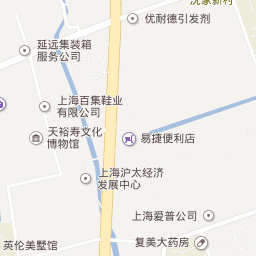 沈家新村
优耐德引发剂
延远集装箱
服务公司
上海百集鞋业
有限公司
天裕寿文化
博物馆
易捷便利店
上海沪太经济
发展中心
上海爱普公司
英伦美墅馆
复美大药房